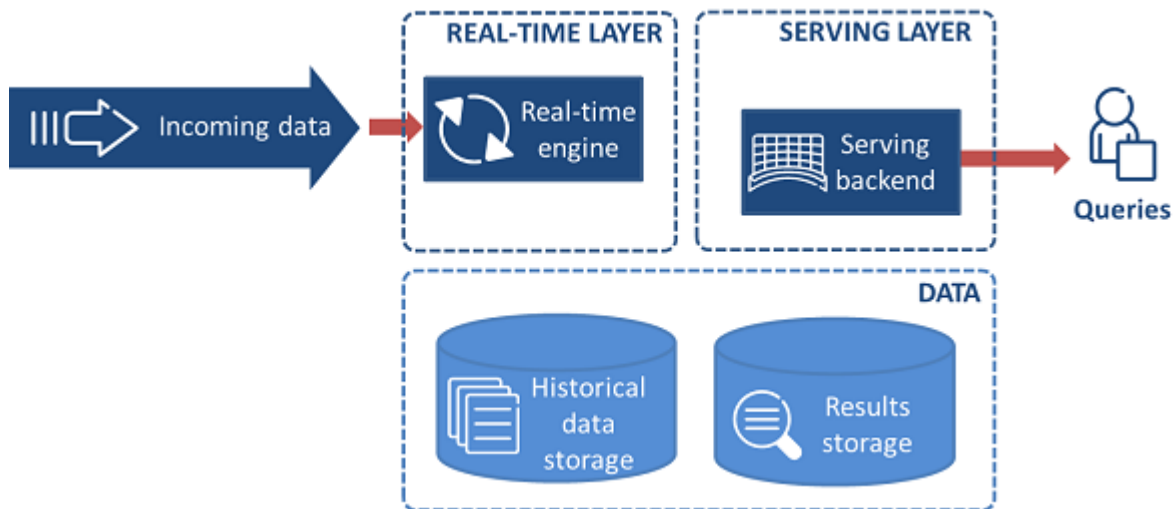 REAL-TIME LAYER
SERVING LAYER
Incoming data
Real-time
engine
Serving
backend
Queries
DATA
Historical
data
storage
Results
storage